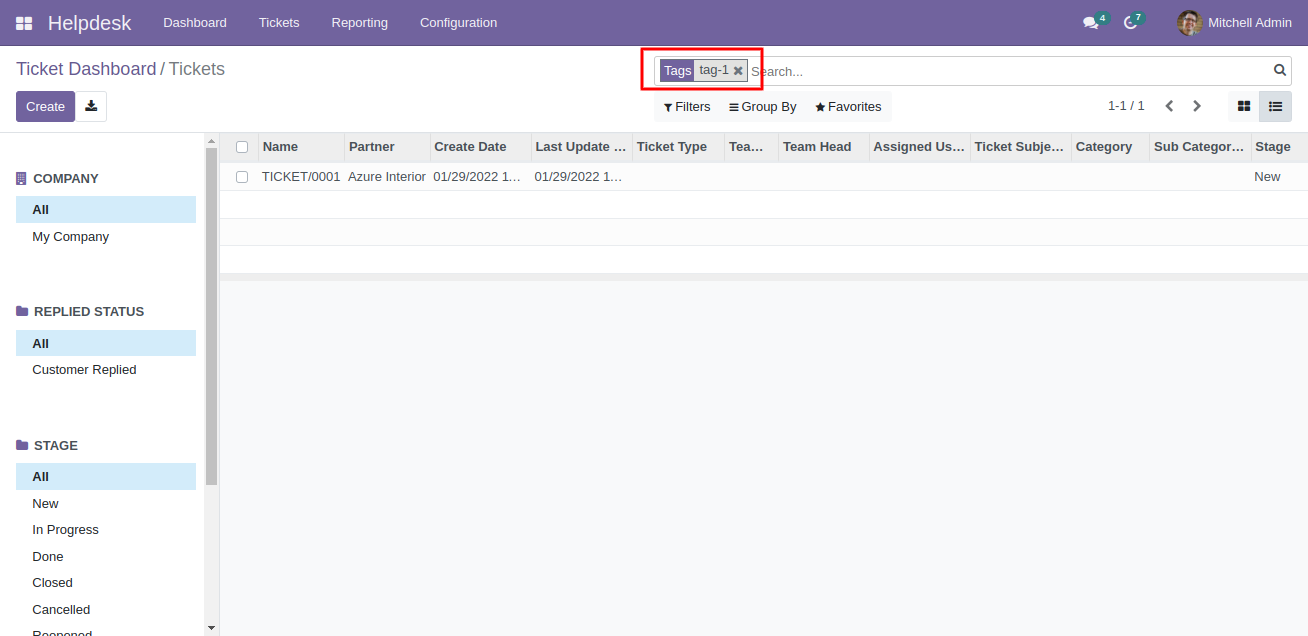 Helpdesk Dashboard Tickets Reporting Configuration 4 7 Mitchell Admin
Ticket Dashboard / Tickets
Tags tag-1 Search...
Create
Filters Group By Favorites 1-1 / 1
Name Partner Create Date Last Update ... Ticket Type Tea... Team Head Assigned Us... Ticket Subje... Category Sub Categor... Stage
TICKET/0001 Azure Interior 01/29/2022 1... 01/29/2022 1... New
COMPANY
All
My Company
REPLIED STATUS
All
Customer Replied
STAGE
All
New
In Progress
Done
Closed
Cancelled
Reopened